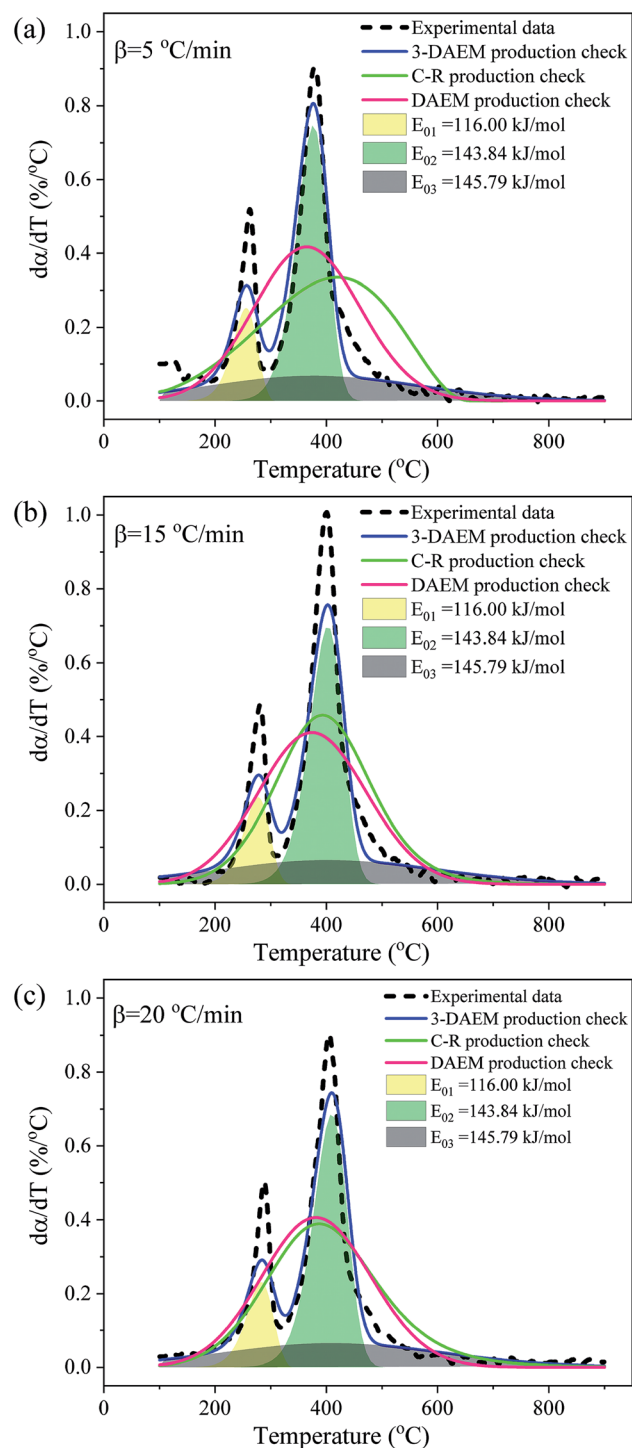 (a)
β=5 °C/min
Experimental data
3-DAEM production check
C-R production check
DAEM production check
E01 =116.00 kJ/mol
E02 =143.84 kJ/mol
E03 =145.79 kJ/mol
dα/dT (%/°C)
1.0
0.8
0.6
0.4
0.2
0.0
0 200 400 600 800
Temperature (°C)
(b)
β=15 °C/min
Experimental data
3-DAEM production check
C-R production check
DAEM production check
E01 =116.00 kJ/mol
E02 =143.84 kJ/mol
E03 =145.79 kJ/mol
dα/dT (%/°C)
1.0
0.8
0.6
0.4
0.2
0.0
0 200 400 600 800
Temperature (°C)
(c)
β=20 °C/min
Experimental data
3-DAEM production check
C-R production check
DAEM production check
E01 =116.00 kJ/mol
E02 =143.84 kJ/mol
E03 =145.79 kJ/mol
dα/dT (%/°C)
1.0
0.8
0.6
0.4
0.2
0.0
0 200 400 600 800
Temperature (°C)